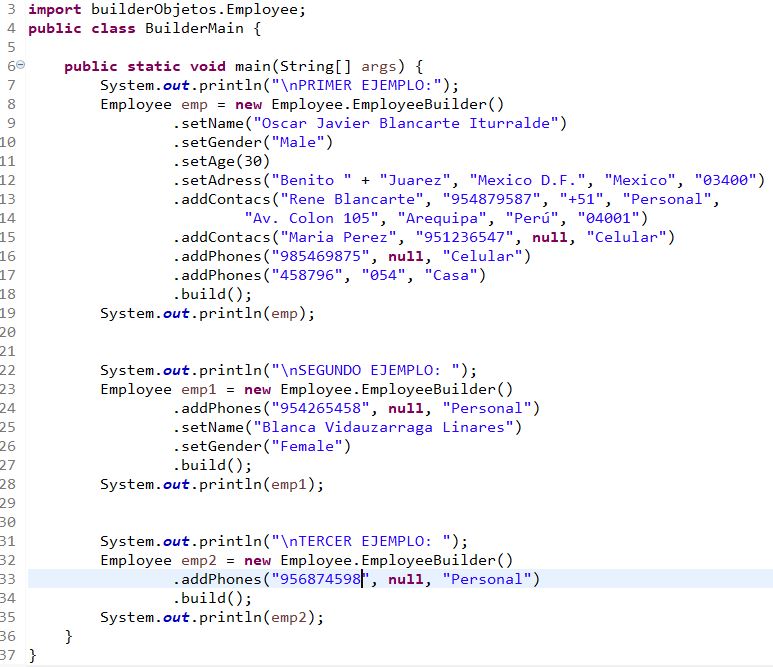 3 import builderObjetos.Employee;
4 public class BuilderMain {
5
6 public static void main(String[] args) {
7 System.out.println("\nPRIMER EJEMPLO:");
8 Employee emp = new Employee.EmployeeBuilder()
9 .setName("Oscar Javier Blancarte Iturralde")
10 .setGender("Male")
11 .setAge(30)
12 .setAdress("Benito " + "Juarez", "Mexico D.F.", "Mexico", "03400")
13 .addContacs("Rene Blancarte", "954879587", "+51", "Personal",
14 "Av. Colon 105", "Arequipa", "Perú", "04001")
15 .addContacs("Maria Perez", "951236547", null, "Celular")
16 .addPhones("985469875", null, "Celular")
17 .addPhones("458796", "054", "Casa")
18 .build();
19 System.out.println(emp);
20
21
22 System.out.println("\nSEGUNDO EJEMPLO: ");
23 Employee emp1 = new Employee.EmployeeBuilder()
24 .addPhones("954265458", null, "Personal")
25 .setName("Blanca Vidauzarraga Linares")
26 .setGender("Female")
27 .build();
28 System.out.println(emp1);
29
30
31 System.out.println("\nTERCER EJEMPLO: ");
32 Employee emp2 = new Employee.EmployeeBuilder()
33 .addPhones("956874598", null, "Personal")
34 .build();
35 System.out.println(emp2);
36 }
37 }